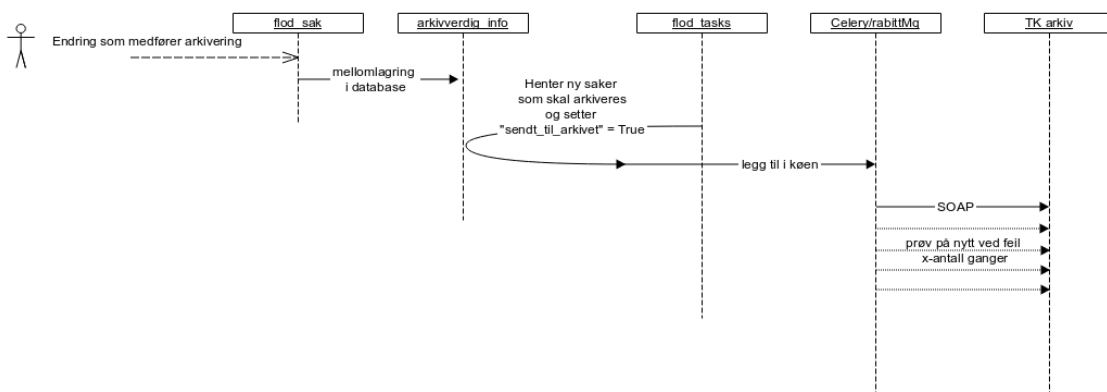 flod_sak
arkivverdig_info
flod_tasks
Celery/rabittMq
TK arkiv
Endring som medfører arkivering
mellomlagring
i database
Henter ny saker
som skal arkiveres
og setter
"sendt_til_arkivet" = True
legg til i køen
SOAP
prøv på nytt ved feil
x-antall ganger